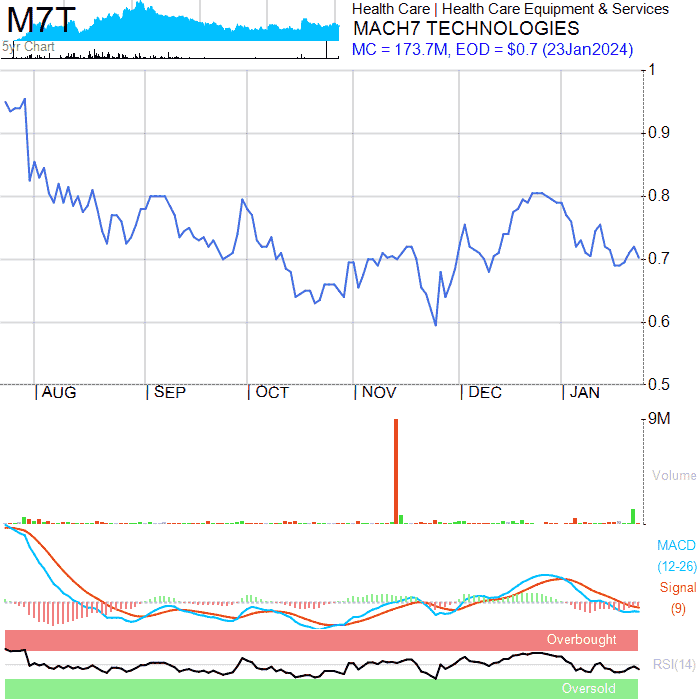 M7T
5yr Chart
Health Care | Health Care Equipment & Services
MACH7 TECHNOLOGIES
MC = 173.7M, EOD = $0.7 (23Jan2024)
1
0.9
0.8
0.7
0.6
0.5
| AUG | SEP | OCT | NOV | DEC | JAN
9M
Volume
MACD
(12-26)
Signal
(9)
Overbought
RSI(14)
Oversold